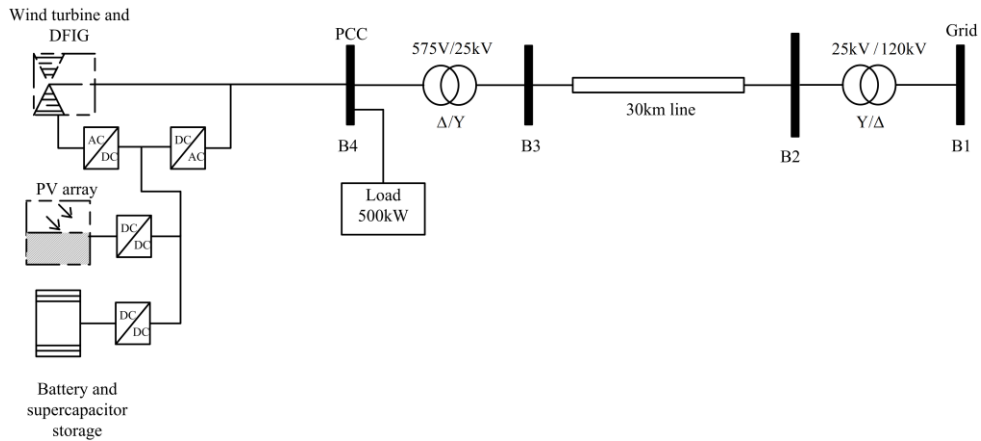 Wind turbine and
DFIG
PCC
575V/25kV
25kV / 120kV
Grid
Δ/Y
30km line
Y/Δ
B4
B3
B2
B1
AC
DC
DC
AC
Load
500kW
PV array
DC
DC
DC
DC
Battery and
supercapacitor
storage